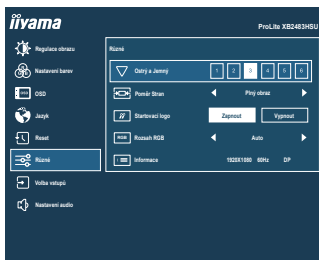 iiyama
ProLite XB2483HSU
Regulace obrazu
Nastavení barev
OSD
Jazyk
Reset
Různé
Volba vstupů
Nastavení audio
Různé
Ostrý a Jemný 1 2 3 4 5 6
Poměr Stran Plný obraz
Startovací logo Zapnout Vypnout
RGB Rozsah RGB Auto
Informace 1920X1080 60Hz DP